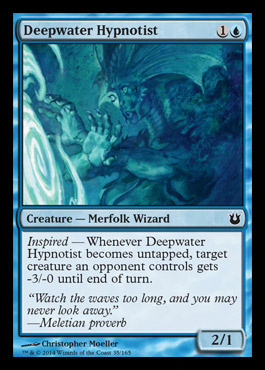 Deepwater Hypnotist 1
Creature — Merfolk Wizard
Inspired — Whenever Deepwater
Hypnotist becomes untapped, target
creature an opponent controls gets
-3/-0 until end of turn.
“Watch the waves too long, and you may
never look away.”
—Meletian proverb
Christopher Moeller
2/1
™ & © 2014 Wizards of the Coast 35/165